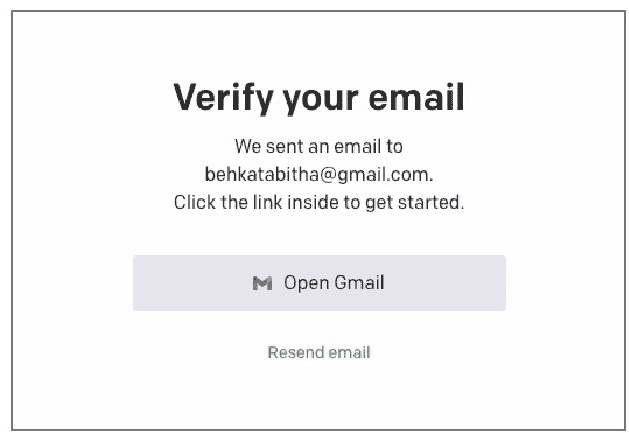 Verify your email
We sent an email to
behkatabitha@gmail.com.
Click the link inside to get started.
Open Gmail
Resend email